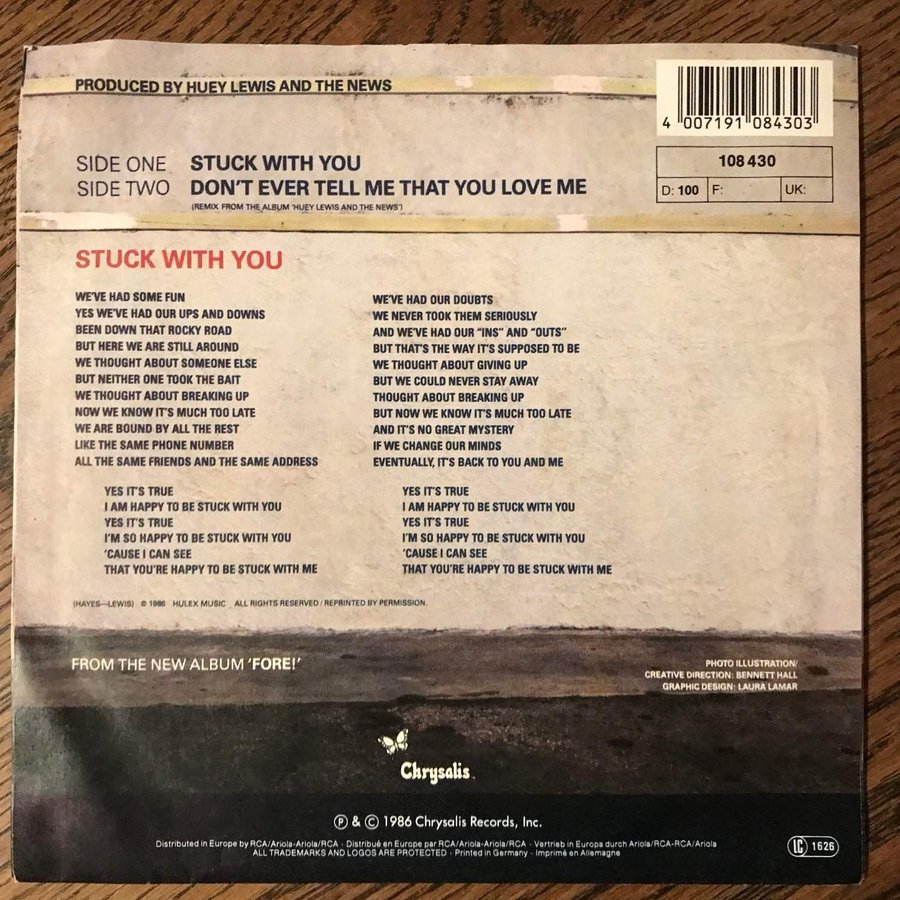 PRODUCED BY HUEY LEWIS AND THE NEWS
4 007191 084303
SIDE ONE STUCK WITH YOU
SIDE TWO DON'T EVER TELL ME THAT YOU LOVE ME
(REMIX FROM THE ALBUM 'HUEY LEWIS AND THE NEWS')
108 430
D: 100 F: UK:
STUCK WITH YOU
WE'VE HAD SOME FUN
YES WE'VE HAD OUR UPS AND DOWNS
BEEN DOWN THAT ROCKY ROAD
BUT HERE WE ARE STILL AROUND
WE THOUGHT ABOUT SOMEONE ELSE
BUT NEITHER ONE TOOK THE BAIT
WE THOUGHT ABOUT BREAKING UP
NOW WE KNOW IT'S MUCH TOO LATE
WE ARE BOUND BY ALL THE REST
LIKE THE SAME PHONE NUMBER
ALL THE SAME FRIENDS AND THE SAME ADDRESS
YES IT'S TRUE
I AM HAPPY TO BE STUCK WITH YOU
YES IT'S TRUE
I'M SO HAPPY TO BE STUCK WITH YOU
'CAUSE I CAN SEE
THAT YOU'RE HAPPY TO BE STUCK WITH ME
WE'VE HAD OUR DOUBTS
WE NEVER TOOK THEM SERIOUSLY
AND WE'VE HAD OUR "INS" AND "OUTS"
BUT THAT'S THE WAY IT'S SUPPOSED TO BE
WE THOUGHT ABOUT GIVING UP
BUT WE COULD NEVER STAY AWAY
THOUGHT ABOUT BREAKING UP
BUT NOW WE KNOW IT'S MUCH TOO LATE
AND IT'S NO GREAT MYSTERY
IF WE CHANGE OUR MINDS
EVENTUALLY, IT'S BACK TO YOU AND ME
YES IT'S TRUE
I AM HAPPY TO BE STUCK WITH YOU
YES IT'S TRUE
I'M SO HAPPY TO BE STUCK WITH YOU
'CAUSE I CAN SEE
THAT YOU'RE HAPPY TO BE STUCK WITH ME
(HAYES—LEWIS) © 1986 HULEX MUSIC ALL RIGHTS RESERVED / REPRINTED BY PERMISSION.
FROM THE NEW ALBUM 'FORE!'
PHOTO ILLUSTRATION/
CREATIVE DIRECTION: BENNETT HALL
GRAPHIC DESIGN: LAURA LAMAR
Chrysalis
℗ & © 1986 Chrysalis Records, Inc.
Distributed in Europe by RCA/Ariola-Ariola/RCA · Distribué en Europe par RCA/Ariola-Ariola/RCA · Vertrieb in Europa durch Ariola/RCA-RCA/Ariola
ALL TRADEMARKS AND LOGOS ARE PROTECTED · Printed in Germany · Imprimé en Allemagne
LC 1626